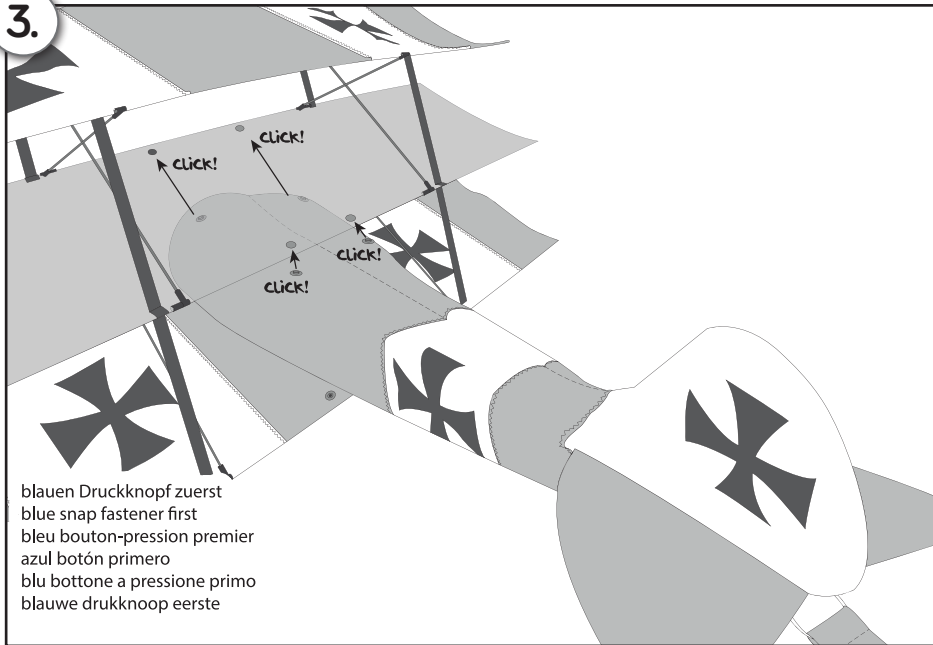 3.
click!
click!
click!
click!
blauen Druckknopf zuerst
blue snap fastener first
bleu bouton-pression premier
azul botón primero
blu bottone a pressione primo
blauwe drukknoop eerste